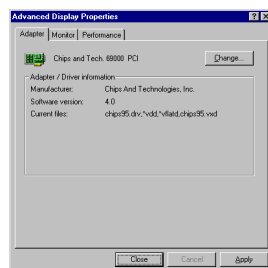 Advanced Display Properties
Adapter Monitor Performance
Chips and Tech. 69000 PCI
Change...
Adapter / Driver information
Manufacturer: Chips And Technologies, Inc.
Software version: 4.0
Current files: chips95.drv,*vdd,*vflatd,chips95.vxd
Close Cancel Apply